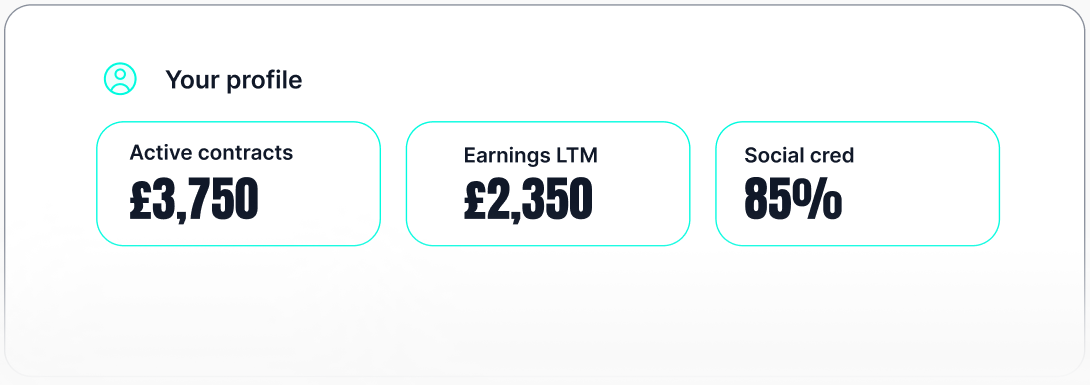 Your profile
Active contracts
£3,750
Earnings LTM
£2,350
Social cred
85%